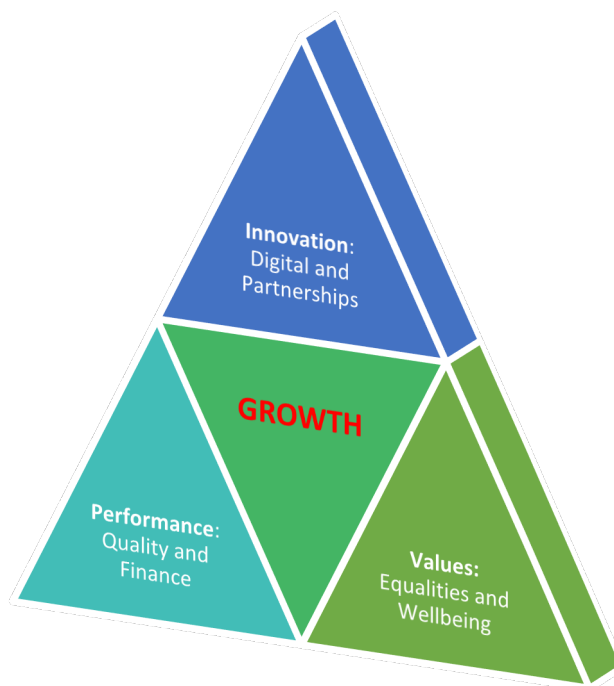 Innovation:
Digital and
Partnerships
GROWTH
Performance:
Quality and
Finance
Values:
Equalities and
Wellbeing